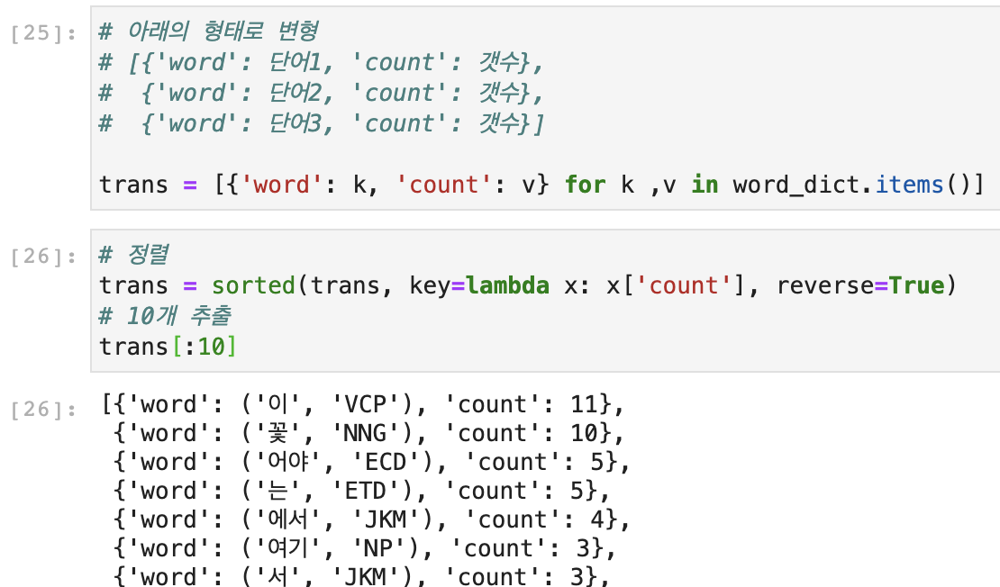 [25]:
# 아래의 형태로 변형
# [{'word': 단어1, 'count': 갯수},
#  {'word': 단어2, 'count': 갯수},
#  {'word': 단어3, 'count': 갯수}]
trans = [{'word': k, 'count': v} for k ,v in word_dict.items()]
[26]:
# 정렬
trans = sorted(trans, key=lambda x: x['count'], reverse=True)
# 10개 추출
trans[:10]
[26]:
[{'word': ('이', 'VCP'), 'count': 11},
{'word': ('꽃', 'NNG'), 'count': 10},
{'word': ('어야', 'ECD'), 'count': 5},
{'word': ('는', 'ETD'), 'count': 5},
{'word': ('에서', 'JKM'), 'count': 4},
{'word': ('여기', 'NP'), 'count': 3},
{'word': ('서', 'JKM'), 'count': 3},